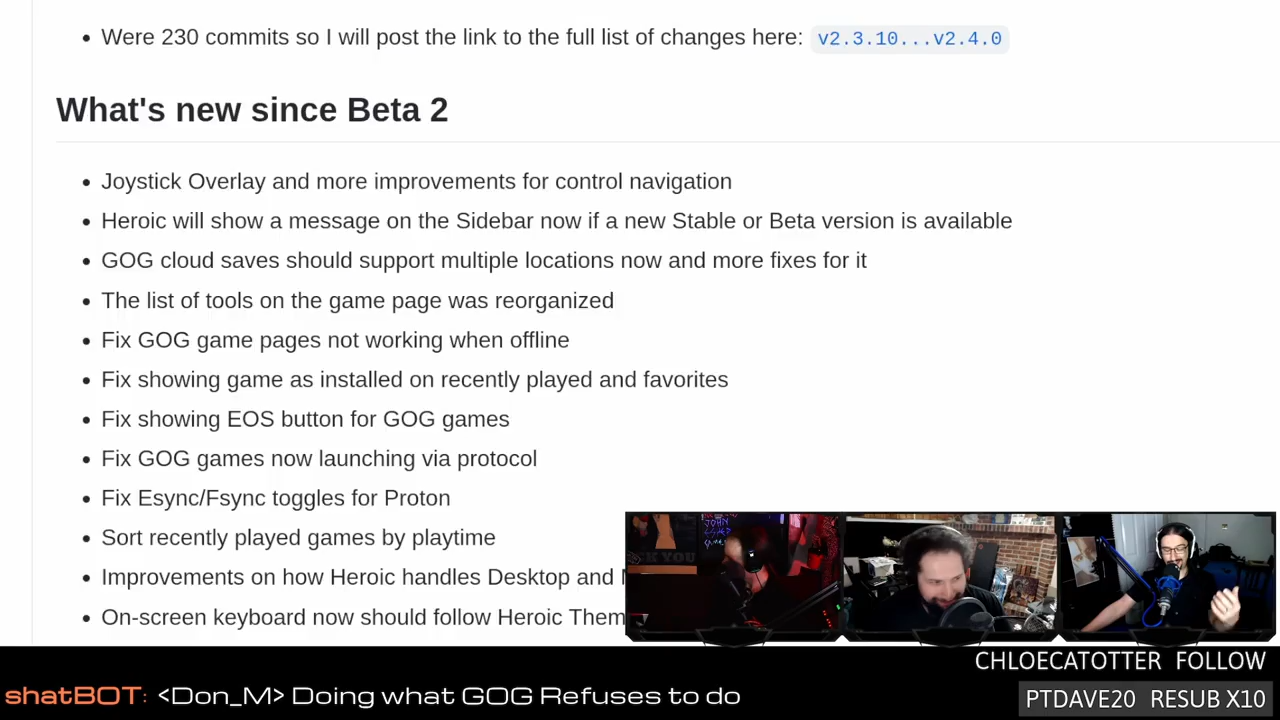 Were 230 commits so I will post the link to the full list of changes here: v2.3.10...v2.4.0
What's new since Beta 2
Joystick Overlay and more improvements for control navigation
Heroic will show a message on the Sidebar now if a new Stable or Beta version is available
GOG cloud saves should support multiple locations now and more fixes for it
The list of tools on the game page was reorganized
Fix GOG game pages not working when offline
Fix showing game as installed on recently played and favorites
Fix showing EOS button for GOG games
Fix GOG games now launching via protocol
Fix Esync/Fsync toggles for Proton
Sort recently played games by playtime
Improvements on how Heroic handles Desktop and
On-screen keyboard now should follow Heroic Them
CHLOECATOTTER FOLLOW
shatBOT: <Don_M> Doing what GOG Refuses to do
PTDAVE20 RESUB X10